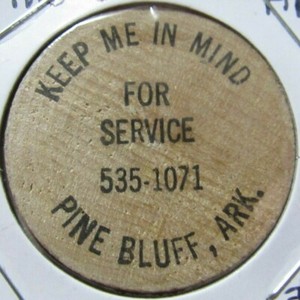 KEEP ME IN MIND
FOR
SERVICE
535-1071
PINE BLUFF, ARK.